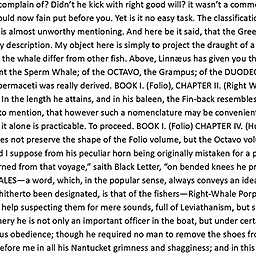 complain of? Didn't he kick with right good will? it wasn't a comm
ould now fain put before you. Yet is it no easy task. The classificati
is almost unworthy mentioning. And here be it said, that the Gree
y description. My object here is simply to project the draught of a
the whale differ from other fish. Above, Linnæus has given you th
nt the Sperm Whale; of the OCTAVO, the Grampus; of the DUODEC
permaceti was really derived. BOOK I. (Folio), CHAPTER II. (Right W
In the length he attains, and in his baleen, the Fin-back resembles
to mention, that however such a nomenclature may be convenient
it alone is practicable. To proceed. BOOK I. (Folio) CHAPTER IV. (Hu
es not preserve the shape of the Folio volume, but the Octavo volu
d I suppose from his peculiar horn being originally mistaken for a p
rned from that voyage," saith Black Letter, "on bended knees he pr
ALES—a word, which, in the popular sense, always conveys an idea
hitherto been designated, is that of the fishers—Right-Whale Porp
help suspecting them for mere sounds, full of Leviathanism, but s
hery he is not only an important officer in the boat, but under cert
us obedience; though he required no man to remove the shoes fro
efore me in all his Nantucket grimness and shagginess; and in this